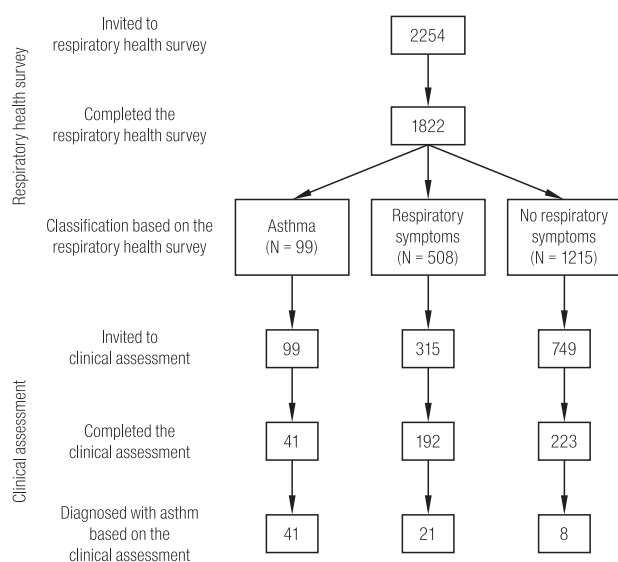 Respiratory health survey
Invited to
respiratory health survey
2254
Completed the
respiratory health survey
1822
Classification based on the
respiratory health survey
Asthma
(N = 99)
Respiratory
symptoms
(N = 508)
No respiratory
symptoms
(N = 1215)
Clinical assessment
Invited to
clinical assessment
99
315
749
Completed the
clinical assessment
41
192
223
Diagnosed with asthm
based on the
clinical assessment
41
21
8